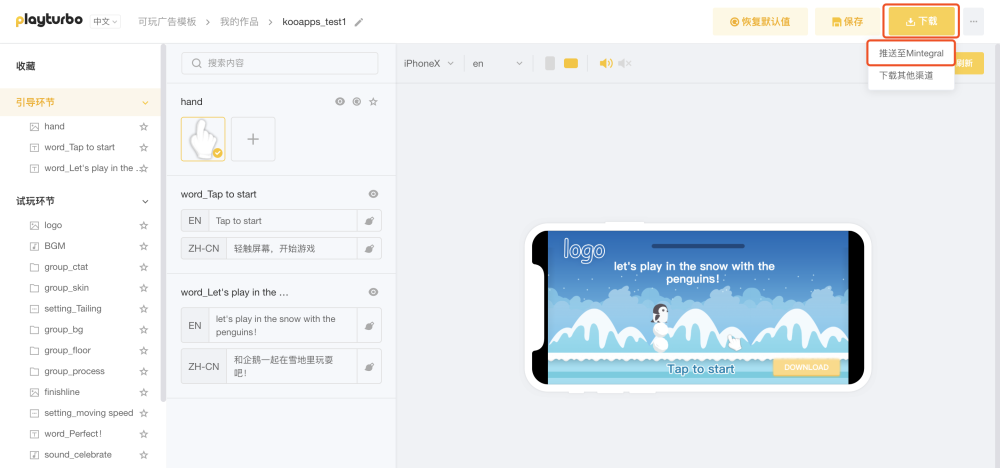 playturbo
中文
可玩广告模板
我的作品
kooapps_test1
恢复默认值
保存
下载
推送至Mintegral
下载其他渠道
刷新
收藏
引导环节
hand
word_Tap to start
word_Let's play in the ...
试玩环节
logo
BGM
group_ctat
group_skin
setting_Tailing
group_bg
group_floor
group_process
finishline
setting_moving speed
word_Perfect!
sound_celebrate
搜索内容
hand
word_Tap to start
EN
Tap to start
ZH-CN
轻触屏幕，开始游戏
word_Let's play in the ...
EN
let's play in the snow with the
penguins!
ZH-CN
和企鹅一起在雪地里玩耍
吧！
iPhoneX
en
logo
let's play in the snow with the
penguins!
Tap to start
DOWNLOAD